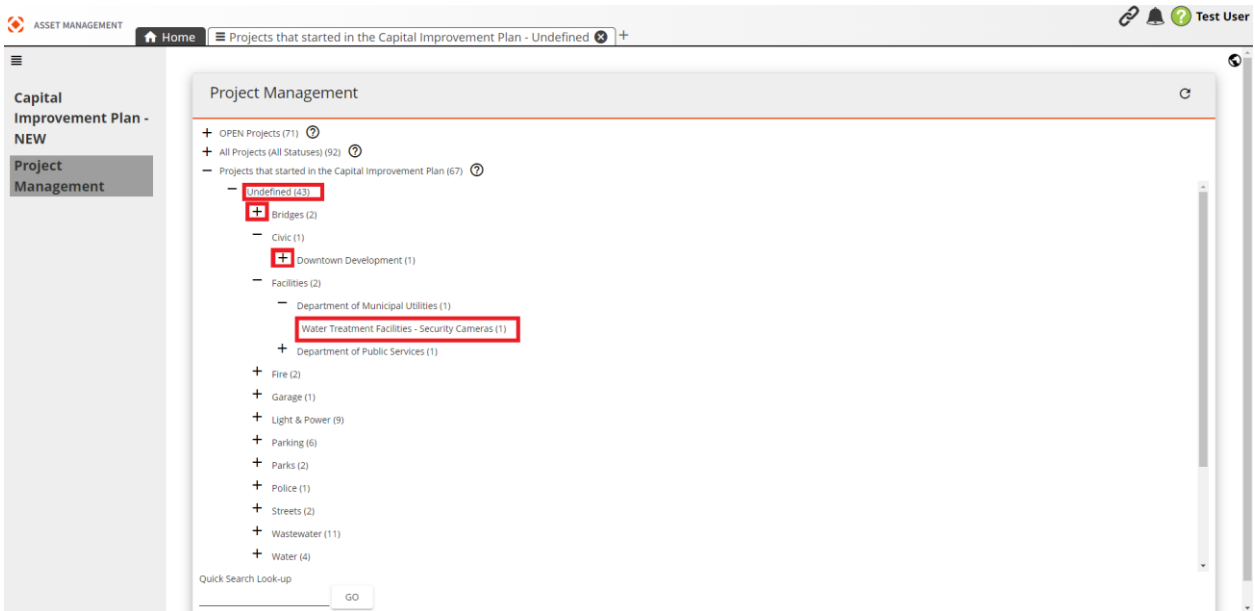 ASSET MANAGEMENT
Home
Projects that started in the Capital Improvement Plan - Undefined
Test User
Capital
Improvement Plan -
NEW
Project
Management
Project Management
+ OPEN Projects (71)
+ All Projects (All Statuses) (92)
− Projects that started in the Capital Improvement Plan (67)
− Undefined (43)
+ Bridges (2)
− Civic (1)
+ Downtown Development (1)
− Facilities (2)
− Department of Municipal Utilities (1)
Water Treatment Facilities - Security Cameras (1)
+ Department of Public Services (1)
+ Fire (2)
+ Garage (1)
+ Light & Power (9)
+ Parking (6)
+ Parks (2)
+ Police (1)
+ Streets (2)
+ Wastewater (11)
+ Water (4)
Quick Search Look-up
GO